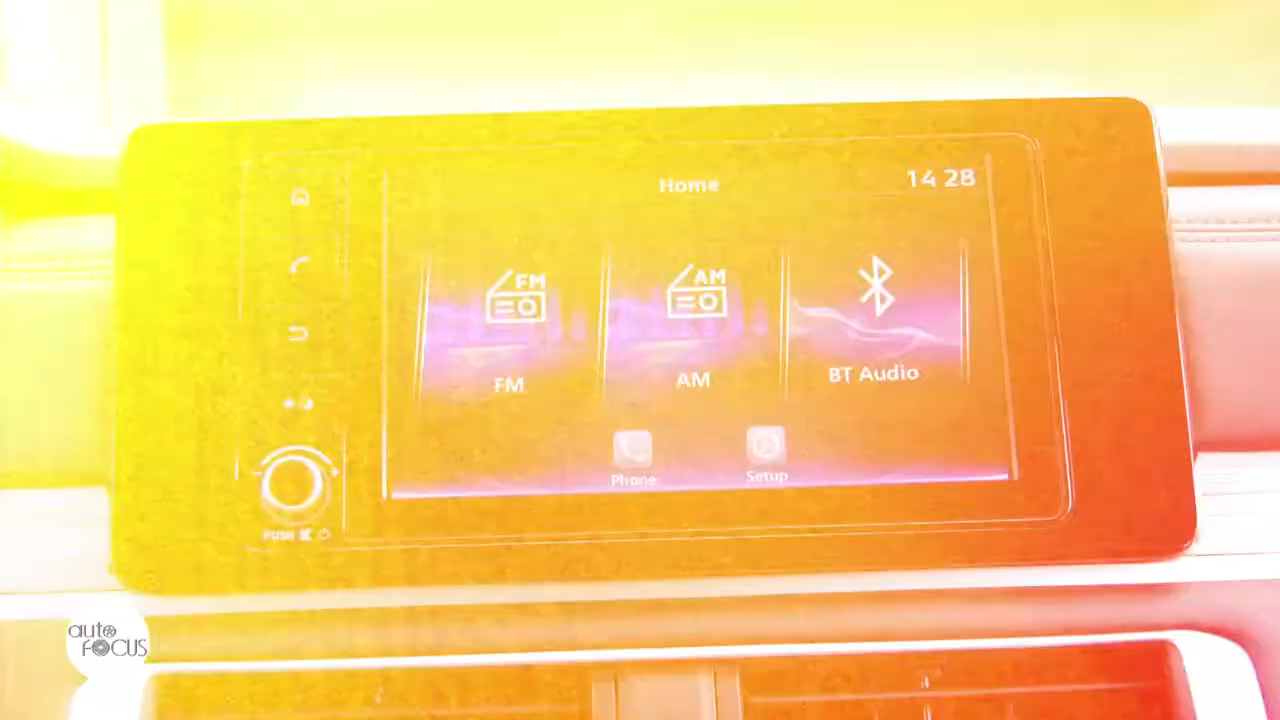 Home
14 28
FM
AM
FM
AM
BT Audio
Phone
Setup
PUSH
auto
FOCUS